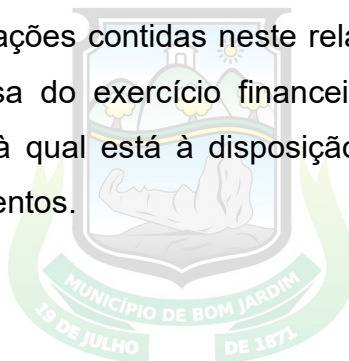 ações contidas neste rela
sa do exercício financei
à qual está à disposição
entos.
MUNICÍPIO DE BOM JARDIM
19 DE JULHO DE 1871